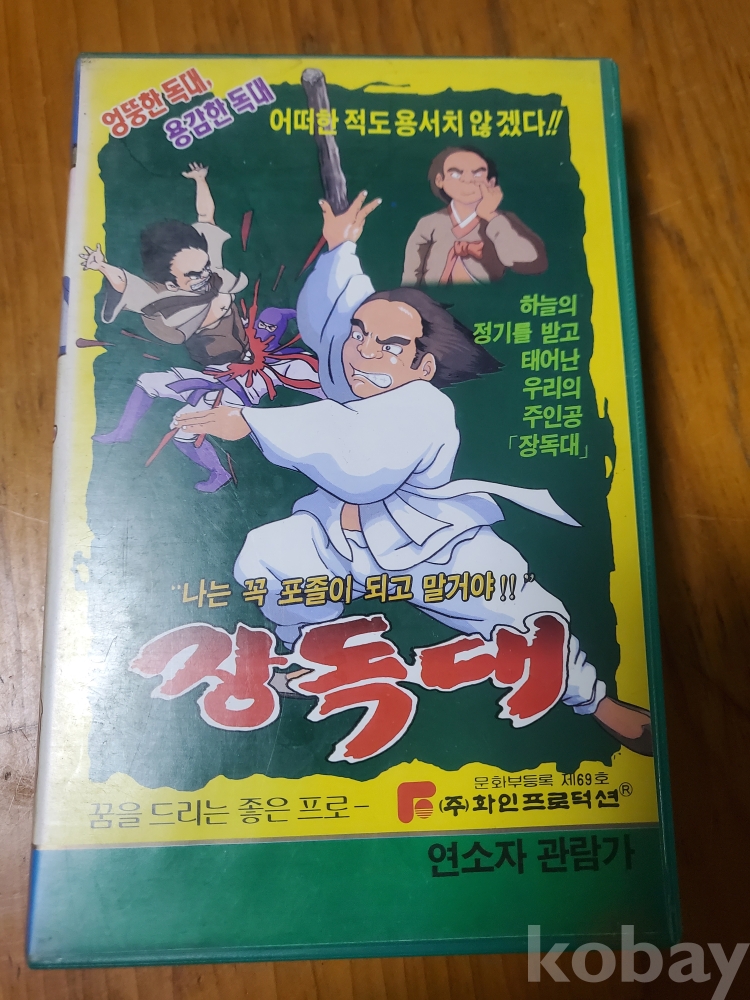 엉뚱한 독대,
용감한 독대
어떠한 적도 용서치 않겠다!!
하늘의
정기를 받고
태어난
우리의
주인공
「장독대」
"나는 꼭 포졸이 되고 말거야!!"
장독대
문화부등록 제69호
꿈을 드리는 좋은 프로-
(주)화인프로덕션®
연소자 관람가
kobay